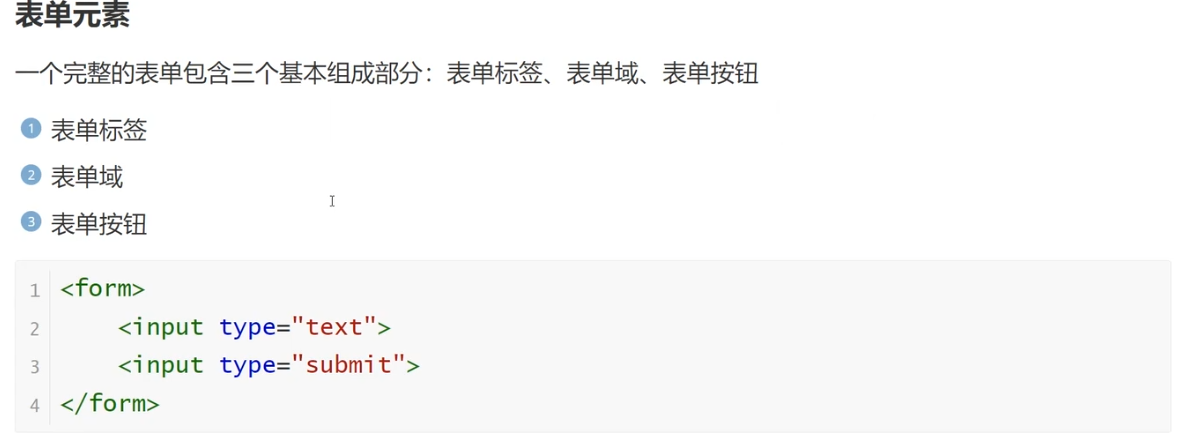 表单元素
一个完整的表单包含三个基本组成部分：表单标签、表单域、表单按钮
1 表单标签
2 表单域
3 表单按钮
1 <form>
2     <input type="text">
3     <input type="submit">
4 </form>